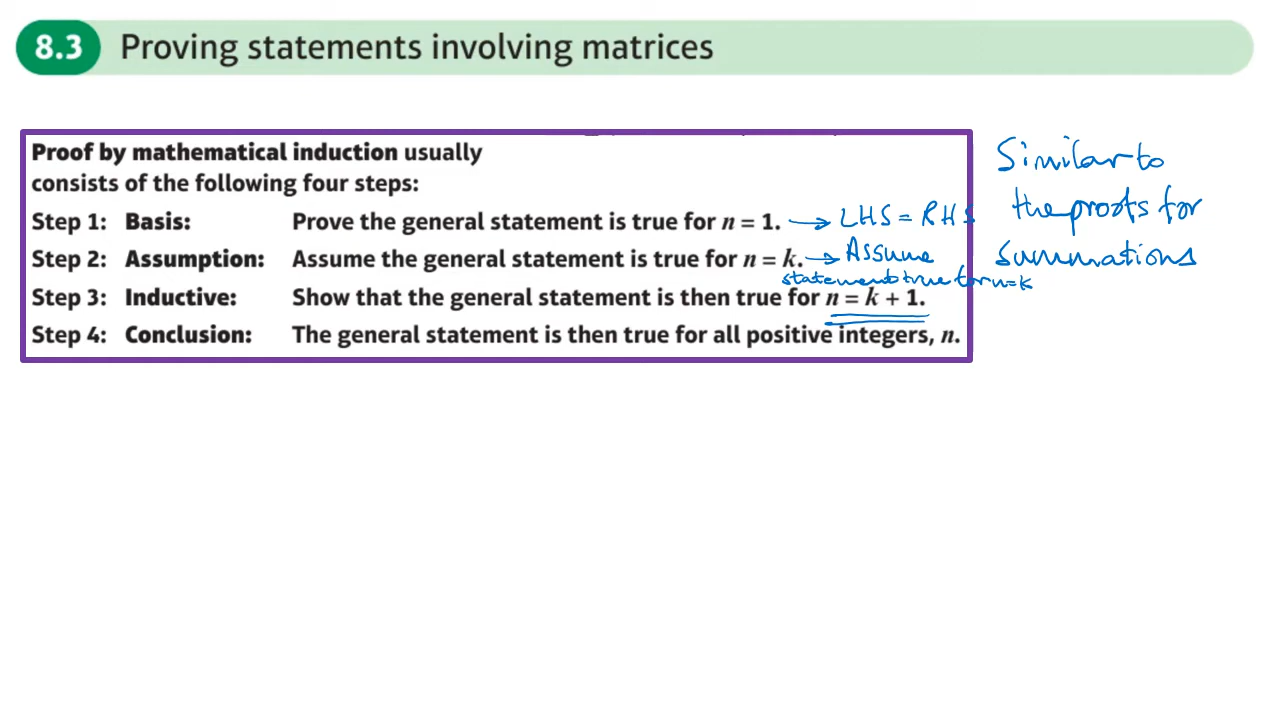 8.3 Proving statements involving matrices
Proof by mathematical induction usually
consists of the following four steps:
Step 1: Basis: Prove the general statement is true for n = 1. → LHS = RHS
Step 2: Assumption: Assume the general statement is true for n = k. → Assume
statement true for n=k
Step 3: Inductive: Show that the general statement is then true for n = k + 1.
Step 4: Conclusion: The general statement is then true for all positive integers, n.
Similar to
the proofs for
summations